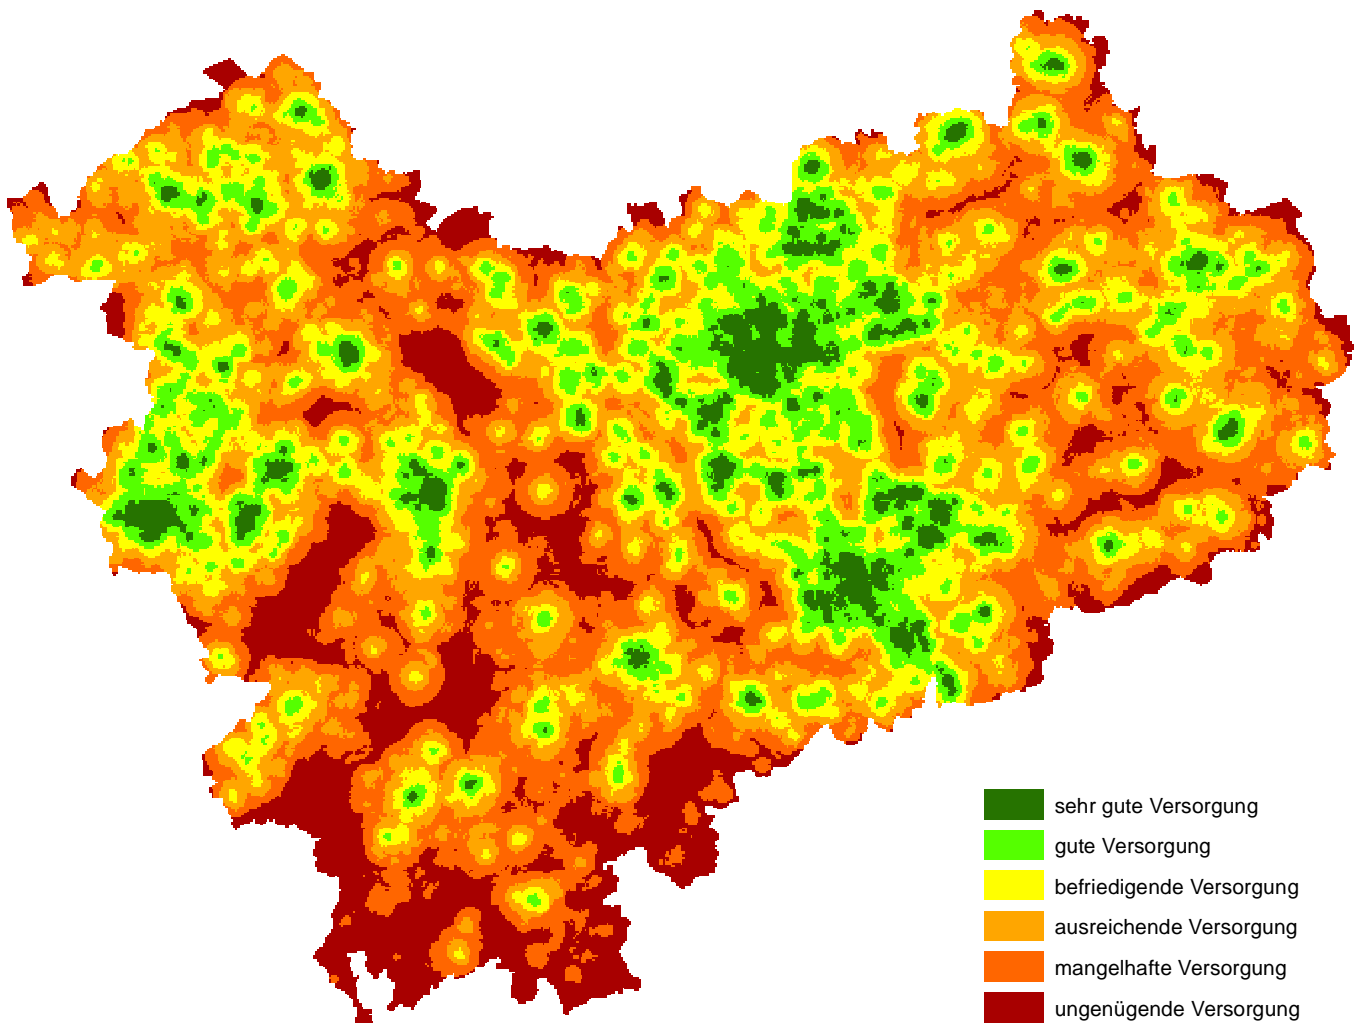 sehr gute Versorgung
gute Versorgung
befriedigende Versorgung
ausreichende Versorgung
mangelhafte Versorgung
ungenügende Versorgung